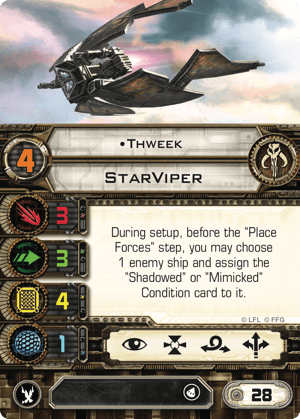 •Thweek
4
StarViper
3
3
4
1
During setup, before the "Place
Forces" step, you may choose
1 enemy ship and assign the
"Shadowed" or "Mimicked"
Condition card to it.
© LFL © FFG
28